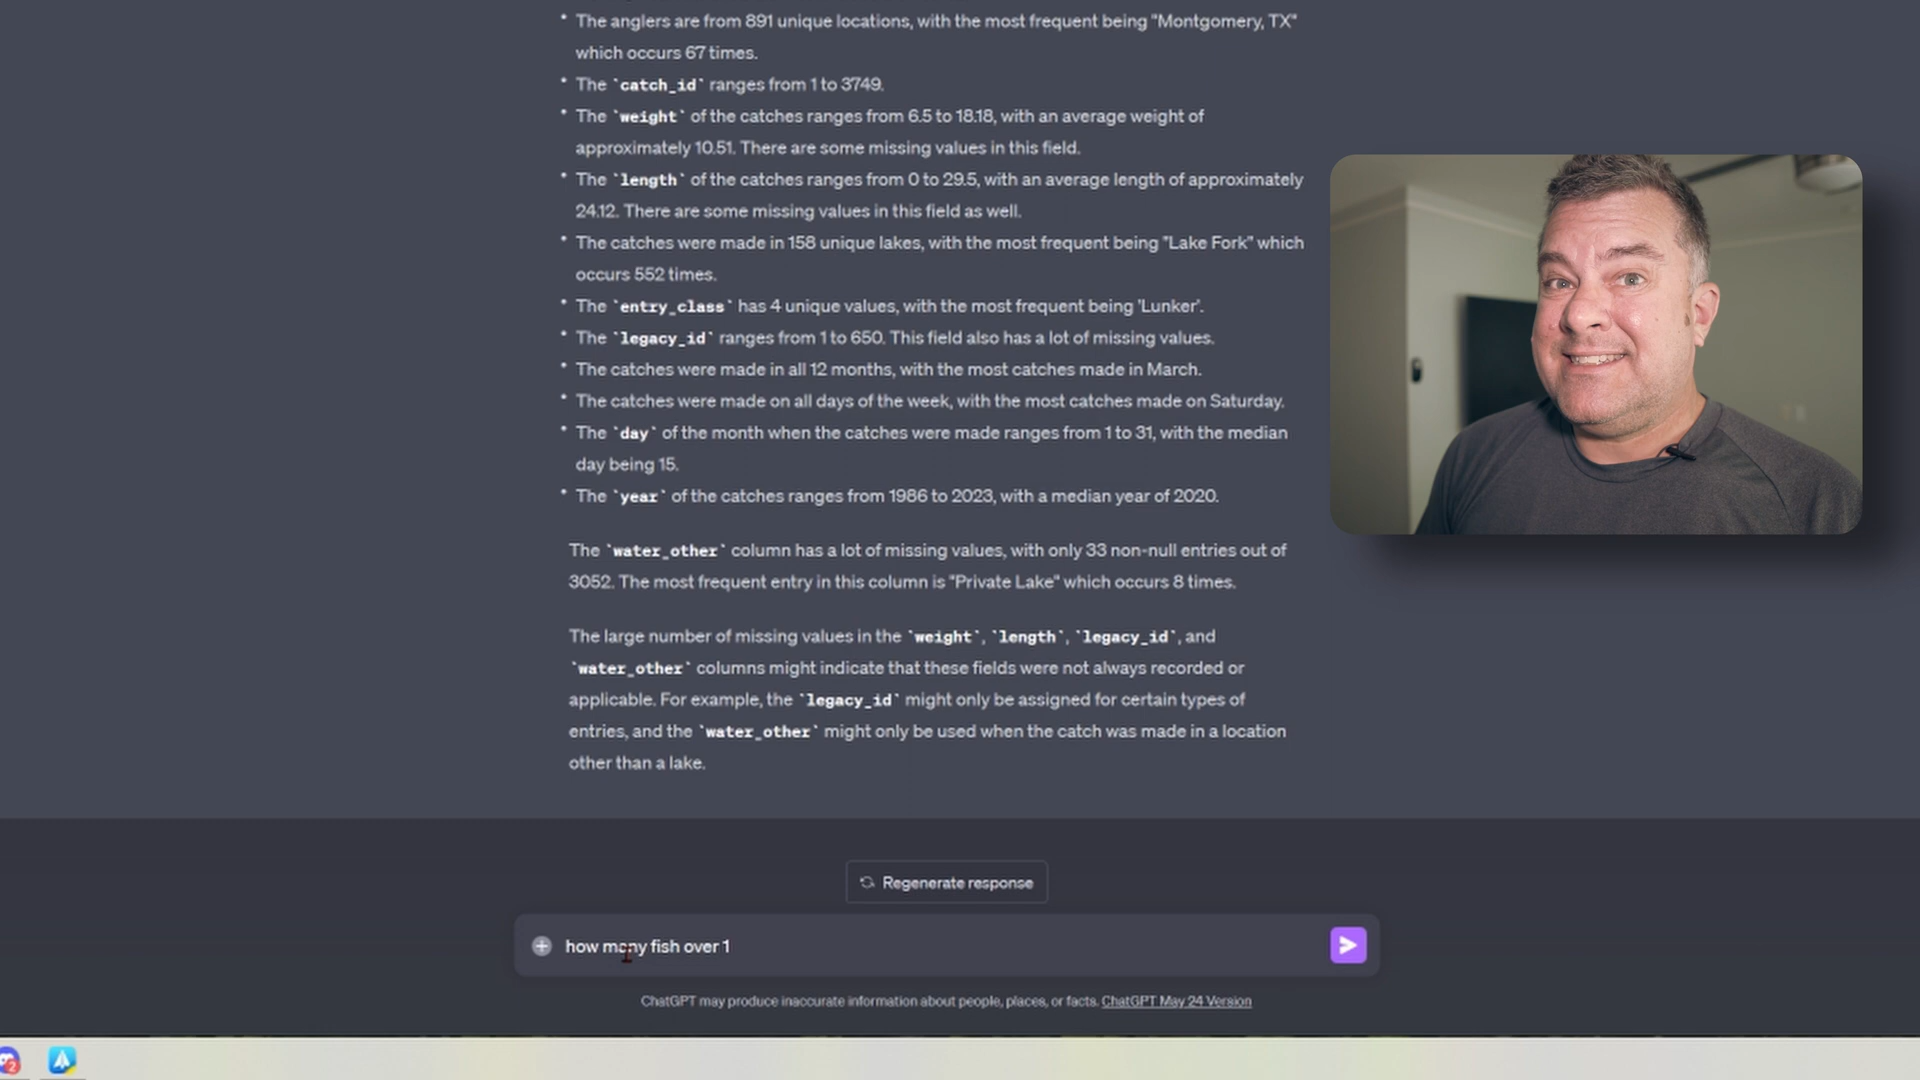 * The anglers are from 891 unique locations, with the most frequent being "Montgomery, TX"
which occurs 67 times.
* The `catch_id` ranges from 1 to 3749.
* The `weight` of the catches ranges from 6.5 to 18.18, with an average weight of
approximately 10.51. There are some missing values in this field.
* The `length` of the catches ranges from 0 to 29.5, with an average length of approximately
24.12. There are some missing values in this field as well.
* The catches were made in 158 unique lakes, with the most frequent being "Lake Fork" which
occurs 552 times.
* The `entry_class` has 4 unique values, with the most frequent being 'Lunker'.
* The `legacy_id` ranges from 1 to 650. This field also has a lot of missing values.
* The catches were made in all 12 months, with the most catches made in March.
* The catches were made on all days of the week, with the most catches made on Saturday.
* The `day` of the month when the catches were made ranges from 1 to 31, with the median
day being 15.
* The `year` of the catches ranges from 1986 to 2023, with a median year of 2020.
The `water_other` column has a lot of missing values, with only 33 non-null entries out of
3052. The most frequent entry in this column is "Private Lake" which occurs 8 times.
The large number of missing values in the `weight`, `length`, `legacy_id`, and
`water_other` columns might indicate that these fields were not always recorded or
applicable. For example, the `legacy_id` might only be assigned for certain types of
entries, and the `water_other` might only be used when the catch was made in a location
other than a lake.
Regenerate response
how many fish over 1
ChatGPT may produce inaccurate information about people, places, or facts. ChatGPT May 24 Version
2